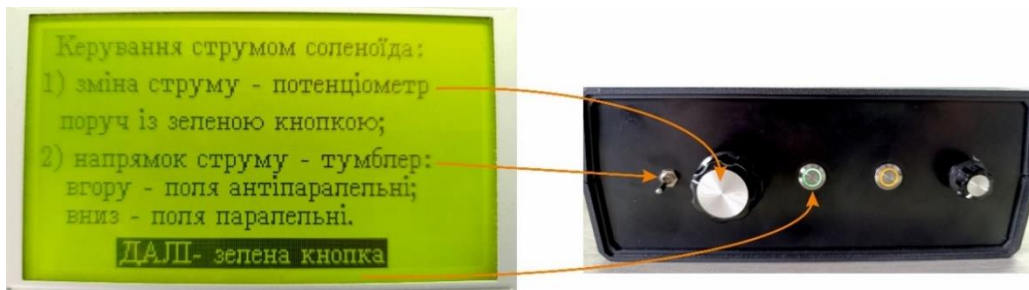 Керування струмом соленоїда:
1) зміна струму - потенціометр
поруч із зеленою кнопкою;
2) напрямок струму - тумблер:
вгору - поля антіпаралельні;
вниз - поля паралельні.
ДАЛІ- зелена кнопка